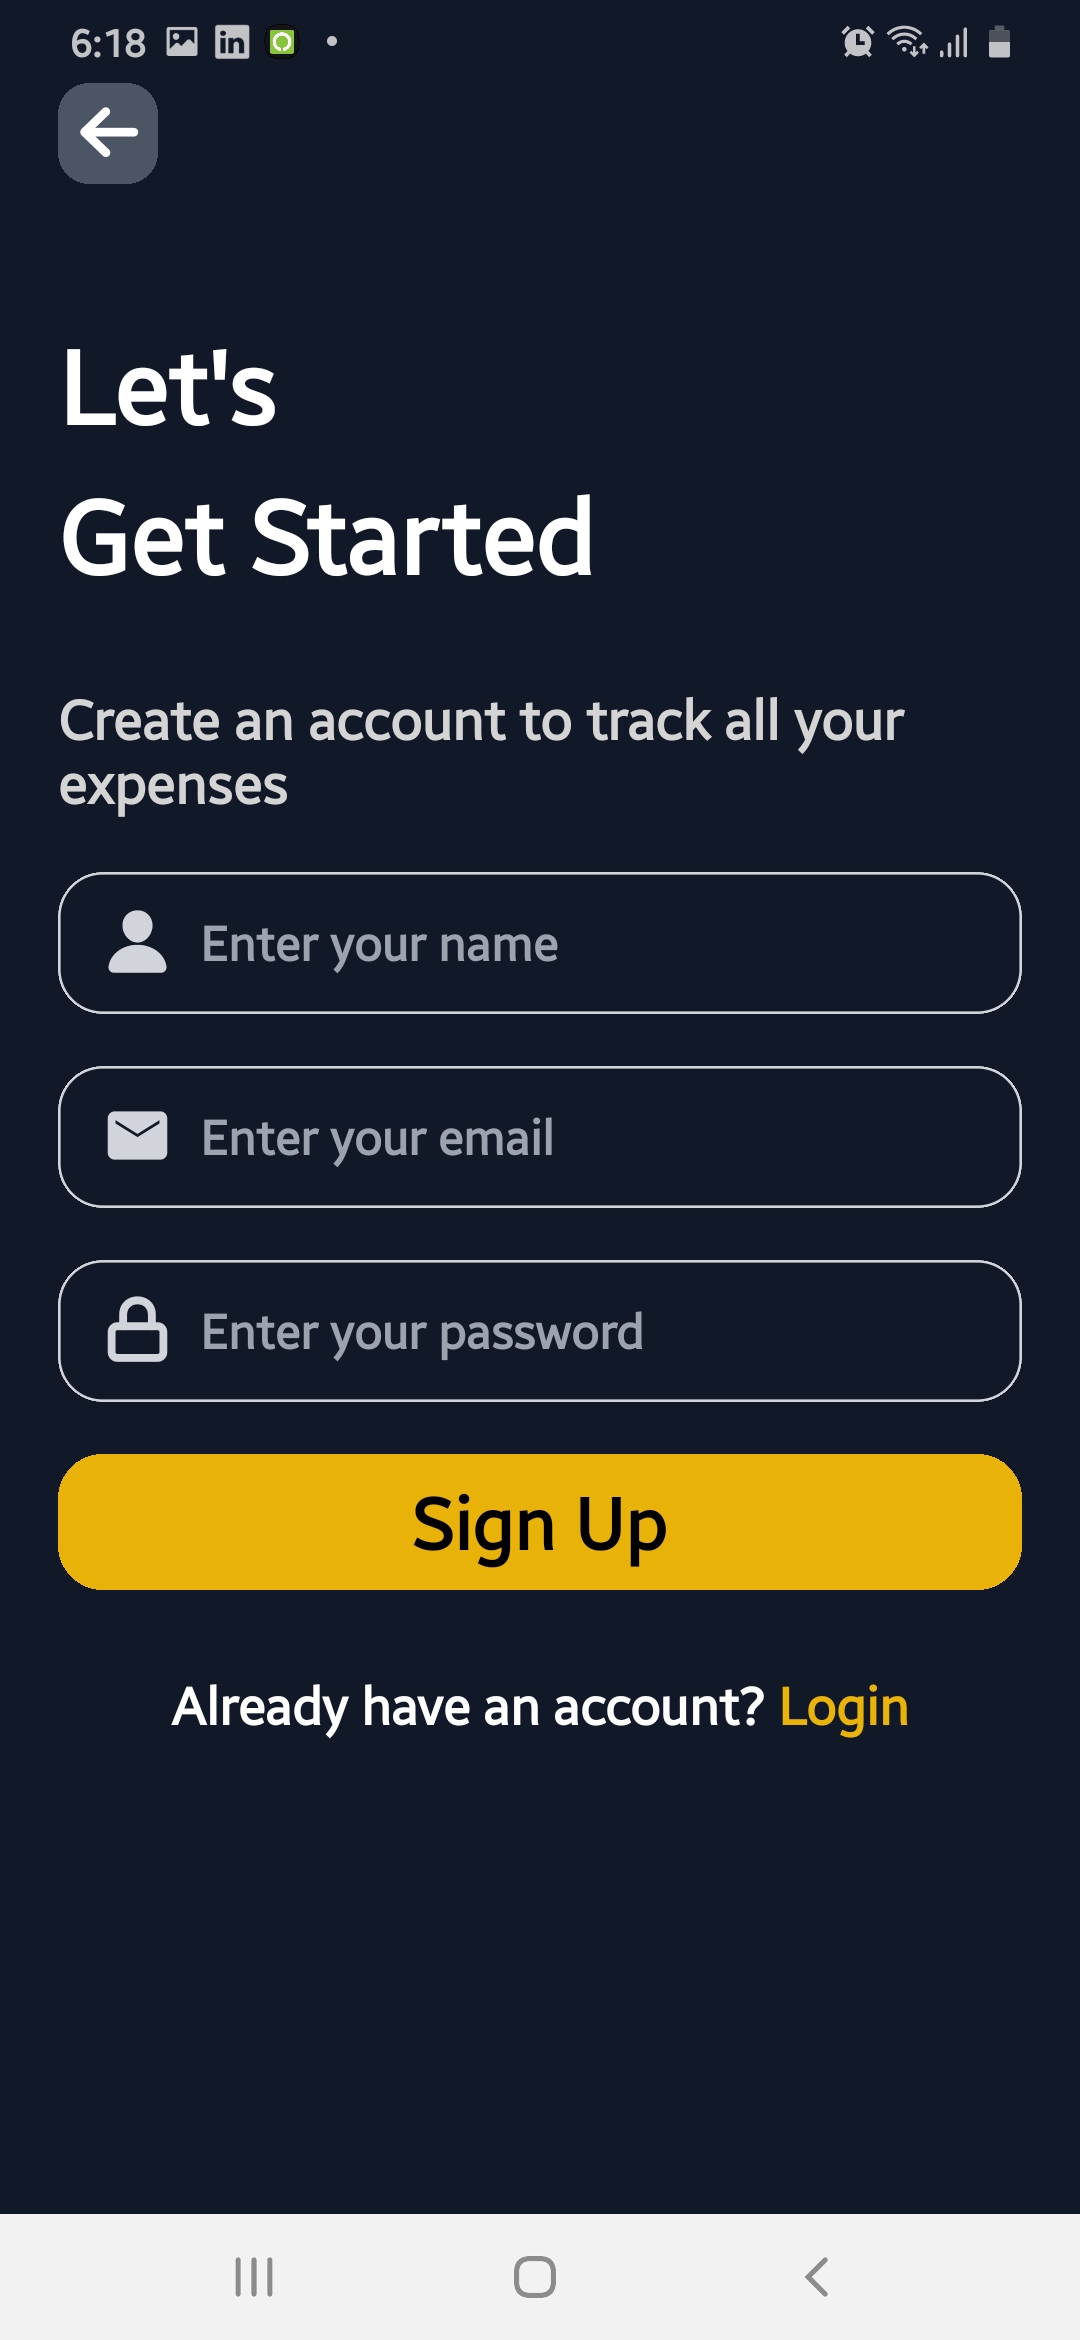 6:18
Let's
Get Started
Create an account to track all your
expenses
Enter your name
Enter your email
Enter your password
Sign Up
Already have an account? Login